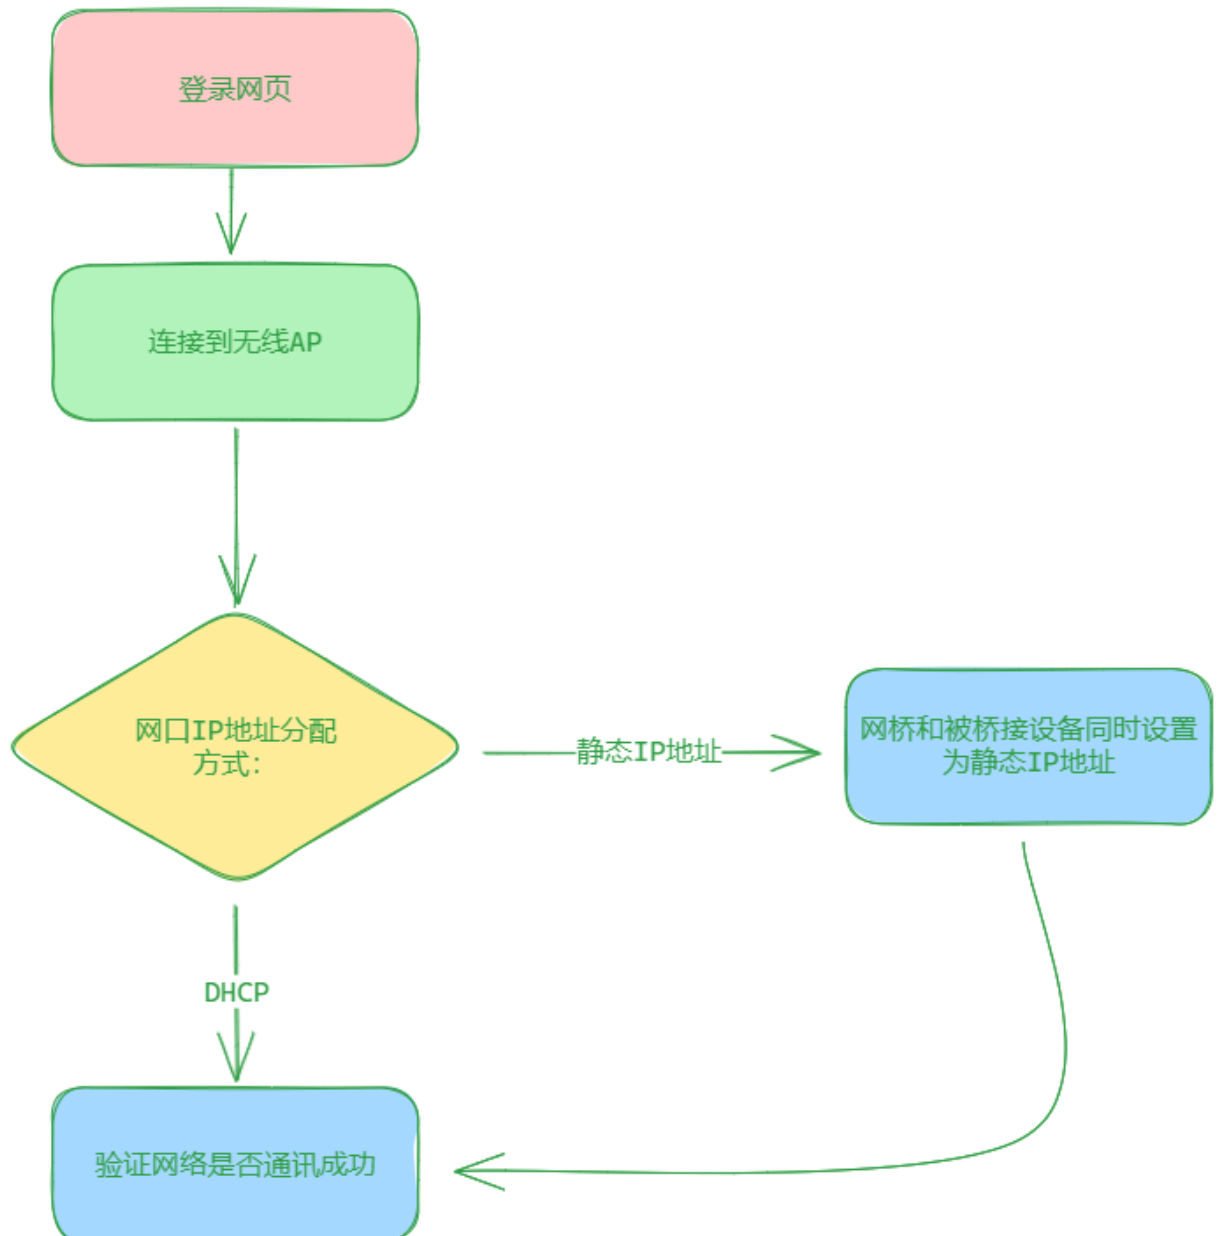 登录网页
连接到无线AP
网口IP地址分配
方式:
静态IP地址
网桥和被桥接设备同时设置
为静态IP地址
DHCP
验证网络是否通讯成功